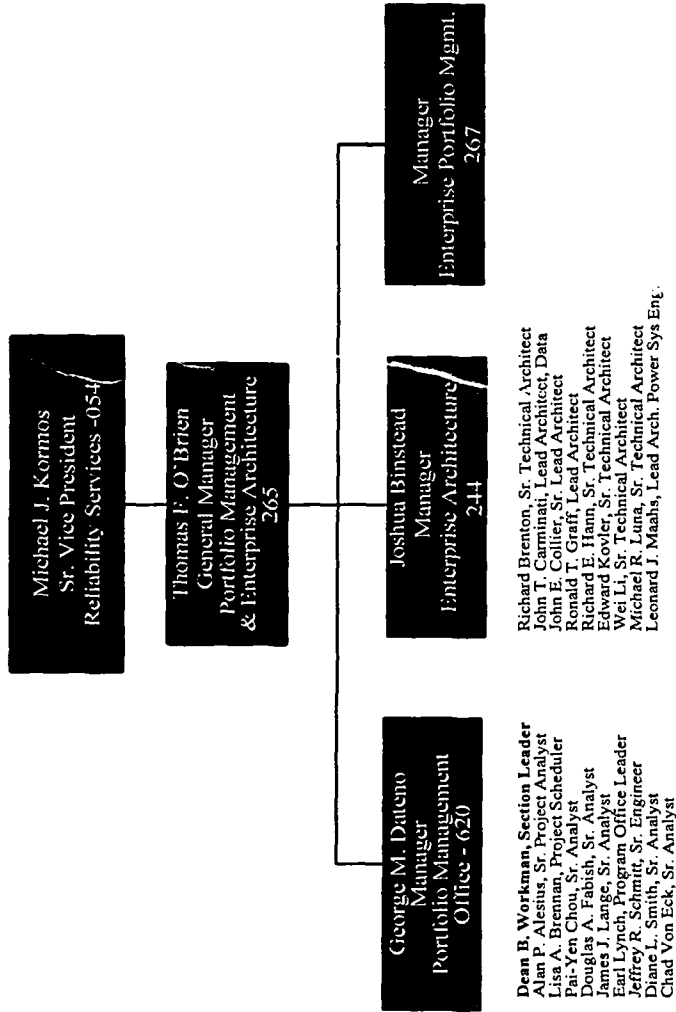 Michael J. Kormos
Sr. Vice President
Reliability Services -054
Thomas F. O'Brien
General Manager
Portfolio Management
& Enterprise Architecture
265
George M. Dateno
Manager
Portfolio Management
Office - 620
Dean B. Workman, Section Leader
Alan P. Alesius, Sr. Project Analyst
Lisa A. Brennan, Project Scheduler
Pai-Yen Chou, Sr. Analyst
Douglas A. Fabish, Sr. Analyst
James J. Lange, Sr. Analyst
Earl Lynch, Program Office Leader
Jeffrey R. Schmitt, Sr. Engineer
Diane L. Smith, Sr. Analyst
Chad Von Eck, Sr. Analyst
Joshua Binstead
Manager
Enterprise Architecture
244
Richard Brenton, Sr. Technical Architect
John T. Carminati, Lead Architect, Data
John E. Collier, Sr. Lead Architect
Ronald T. Graff, Lead Architect
Richard E. Hann, Sr. Technical Architect
Edward Kovler, Sr. Technical Architect
Wei Li, Sr. Technical Architect
Michael R. Luna, Sr. Technical Architect
Leonard J. Maahs, Lead Arch. Power Sys Eng.
Manager
Enterprise Portfolio Mgmt.
267